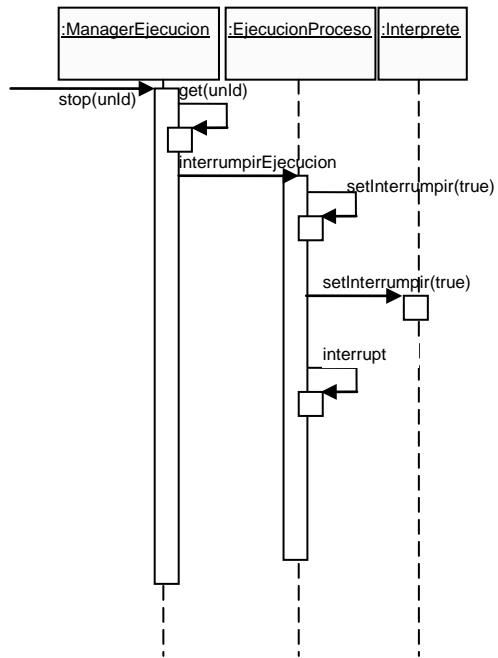 :ManagerEjecucion
:EjecucionProceso
:Interprete
stop(unId)
get(unId)
interrumpirEjecucion
setInterrumpir(true)
setInterrumpir(true)
interrupt